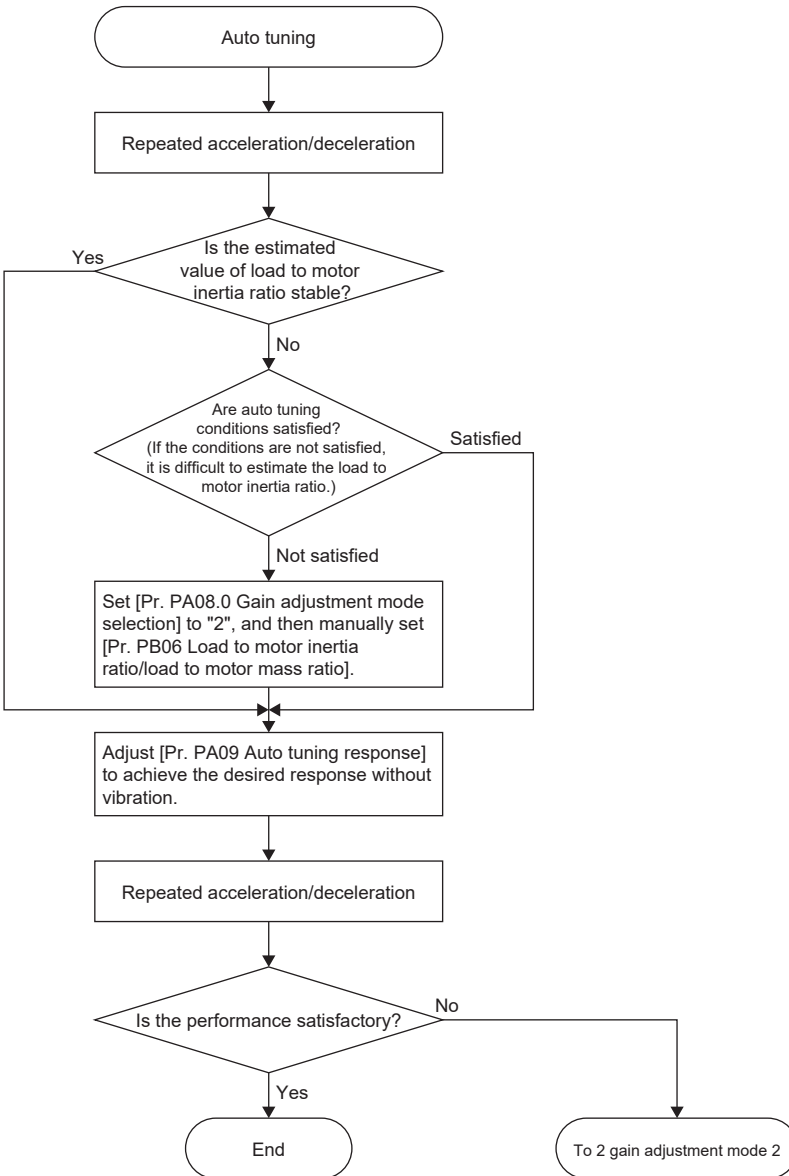 Auto tuning
Repeated acceleration/deceleration
Yes
Is the estimated
value of load to motor
inertia ratio stable?
No
Are auto tuning
conditions satisfied?
(If the conditions are not satisfied,
it is difficult to estimate the load to
motor inertia ratio.)
Satisfied
Not satisfied
Set [Pr. PA08.0 Gain adjustment mode
selection] to "2", and then manually set
[Pr. PB06 Load to motor inertia
ratio/load to motor mass ratio].
Adjust [Pr. PA09 Auto tuning response]
to achieve the desired response without
vibration.
Repeated acceleration/deceleration
Is the performance satisfactory?
No
Yes
End
To 2 gain adjustment mode 2